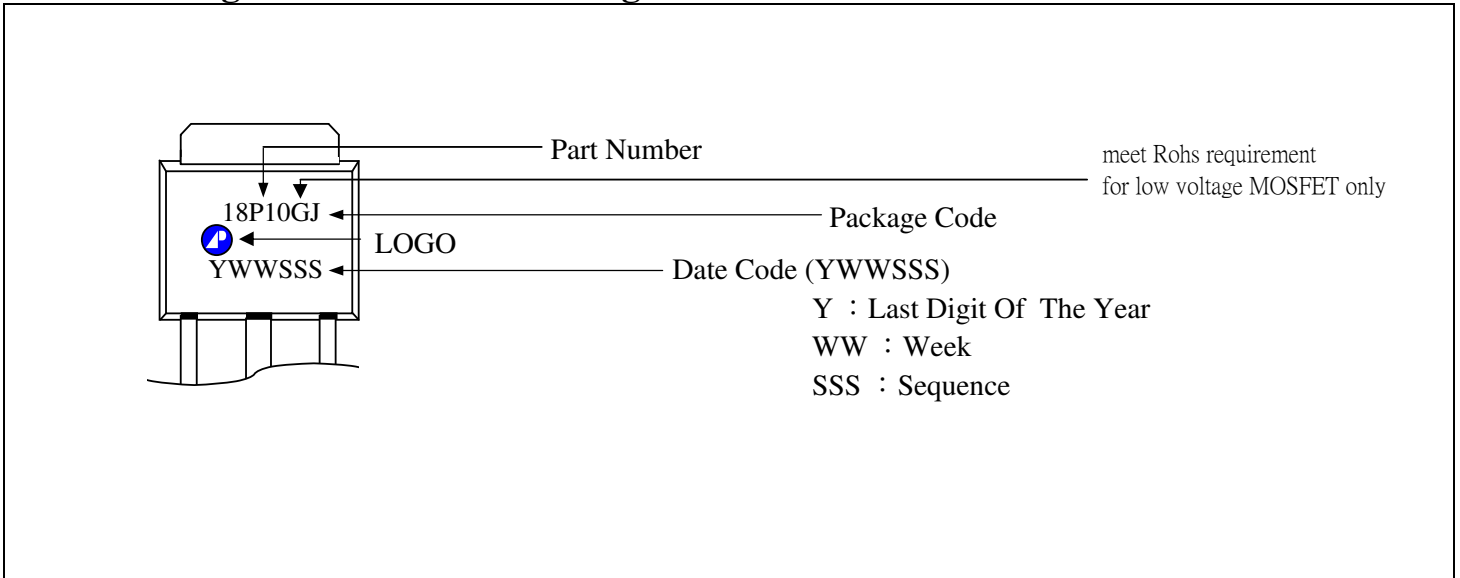 Part Number
meet Rohs requirement
for low voltage MOSFET only
18P10GJ
Package Code
LOGO
YWWSSS
Date Code (YWWSSS)
Y：Last Digit Of The Year
WW：Week
SSS：Sequence